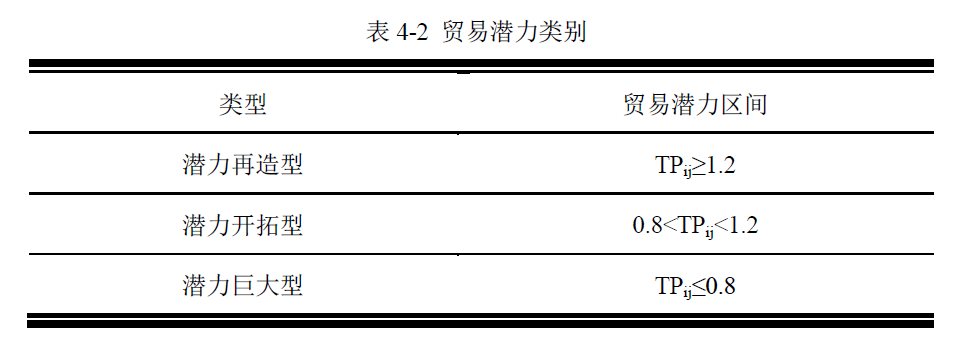 表 4-2 贸易潜力类别
类型 贸易潜力区间
潜力再造型 TPij≥1.2
潜力开拓型 0.8<TPij<1.2
潜力巨大型 TPij≤0.8